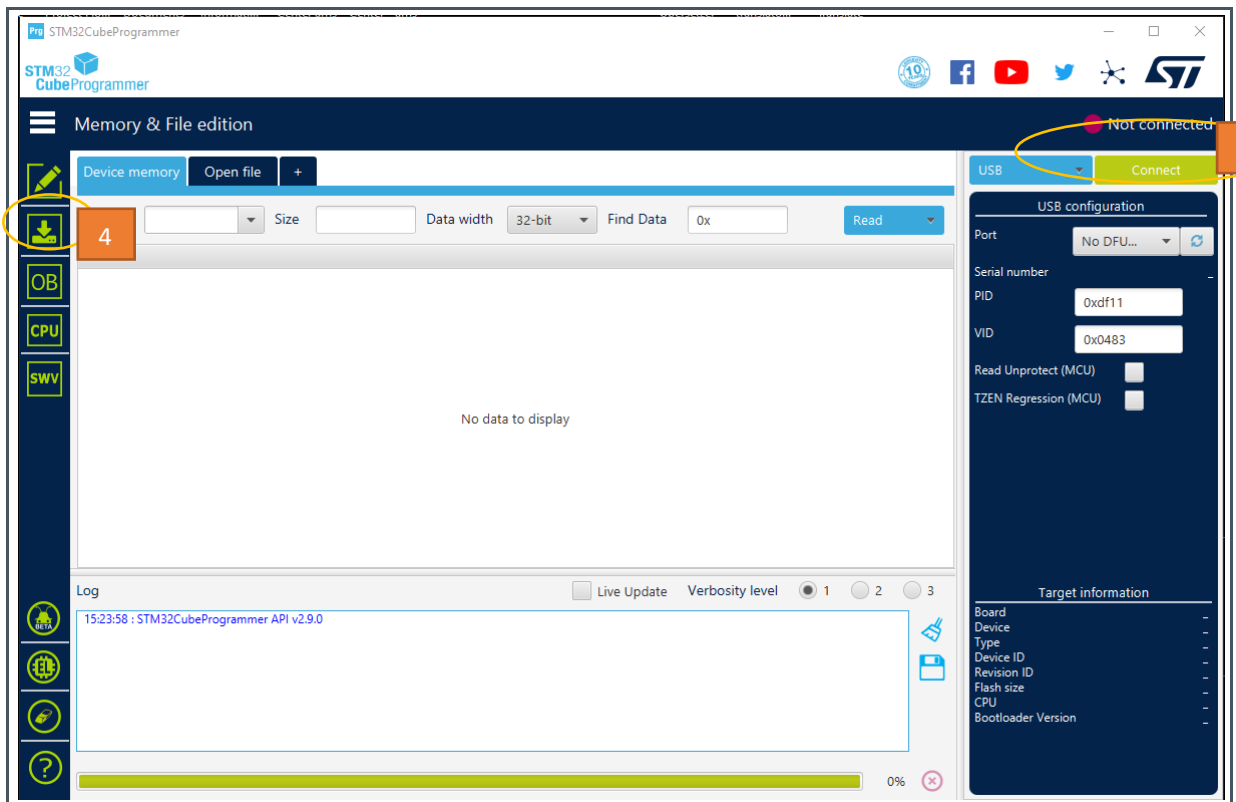 STM32CubeProgrammer
STM32
CubeProgrammer
Memory & File edition
Not connected
Device memory Open file +
4
Size
Data width 32-bit
Find Data 0x
Read
OB
CPU
SWV
No data to display
Log
Live Update Verbosity level 1 2 3
15:23:58 : STM32CubeProgrammer API v2.9.0
0%
USB Connect
USB configuration
Port No DFU...
Serial number _
PID 0xdf11
VID 0x0483
Read Unprotect (MCU)
TZEN Regression (MCU)
Target information
Board _
Device _
Type _
Device ID _
Revision ID _
Flash size _
CPU _
Bootloader Version _
BETA
?
Prg
10
ST